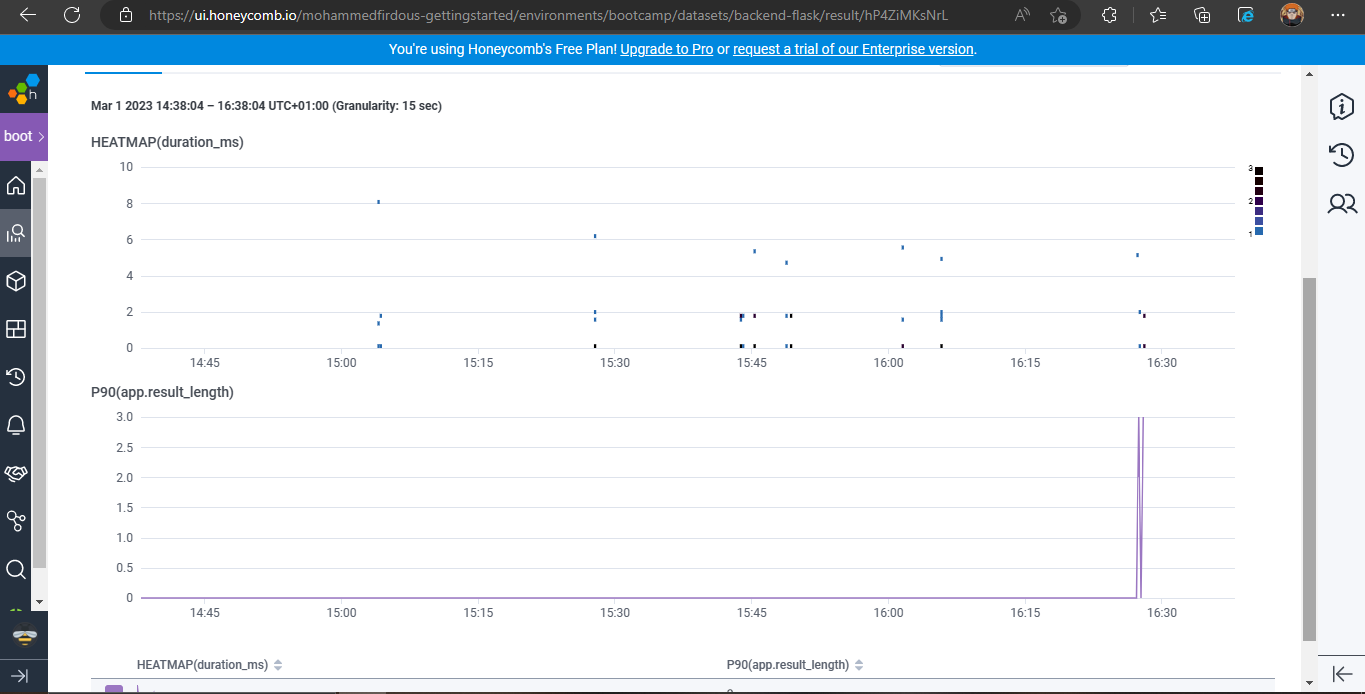 https://ui.honeycomb.io/mohammedfirdous-gettingstarted/environments/bootcamp/datasets/backend-flask/result/hP4ZiMKsNrL
You're using Honeycomb's Free Plan! Upgrade to Pro or request a trial of our Enterprise version.
h
boot
Mar 1 2023 14:38:04 – 16:38:04 UTC+01:00 (Granularity: 15 sec)
HEATMAP(duration_ms)
10
8
6
4
2
0
3
2
1
14:45 15:00 15:15 15:30 15:45 16:00 16:15 16:30
P90(app.result_length)
3.0
2.5
2.0
1.5
1.0
0.5
0
14:45 15:00 15:15 15:30 15:45 16:00 16:15 16:30
HEATMAP(duration_ms) P90(app.result_length)